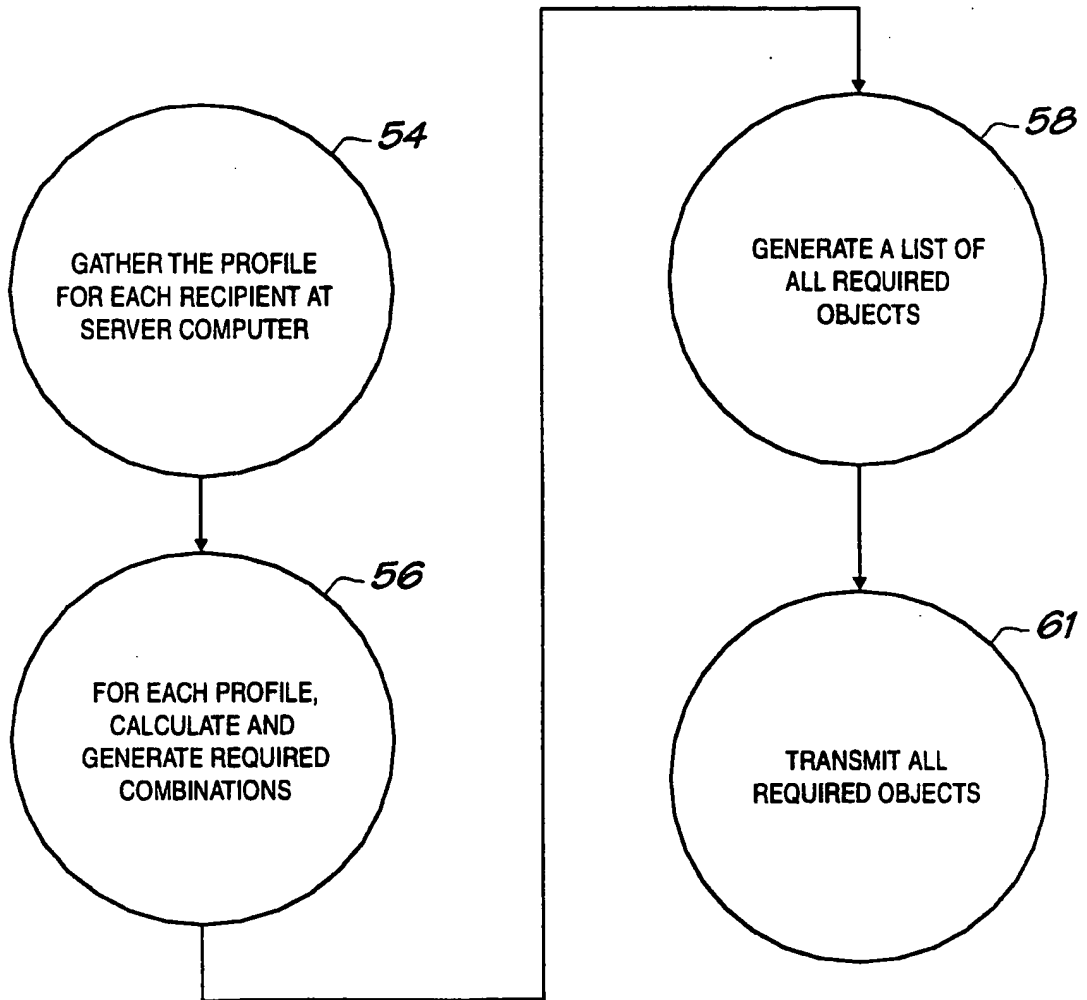 54
GATHER THE PROFILE
FOR EACH RECIPIENT AT
SERVER COMPUTER
56
FOR EACH PROFILE,
CALCULATE AND
GENERATE REQUIRED
COMBINATIONS
58
GENERATE A LIST OF
ALL REQUIRED
OBJECTS
61
TRANSMIT ALL
REQUIRED OBJECTS